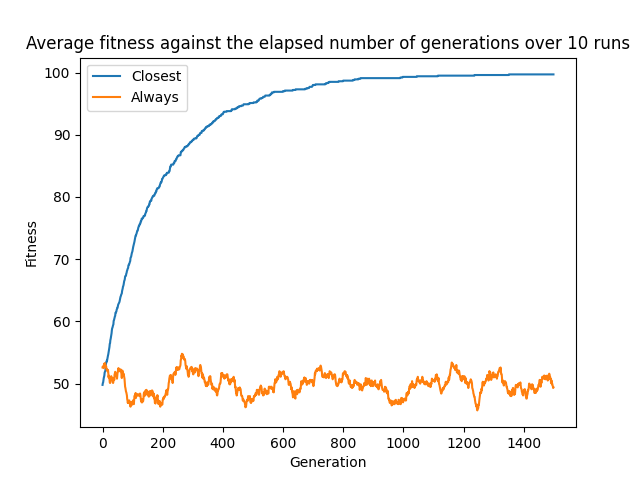 Average fitness against the elapsed number of generations over 10 runs
Closest
Always
100
90
80
70
60
50
Fitness
0 200 400 600 800 1000 1200 1400
Generation